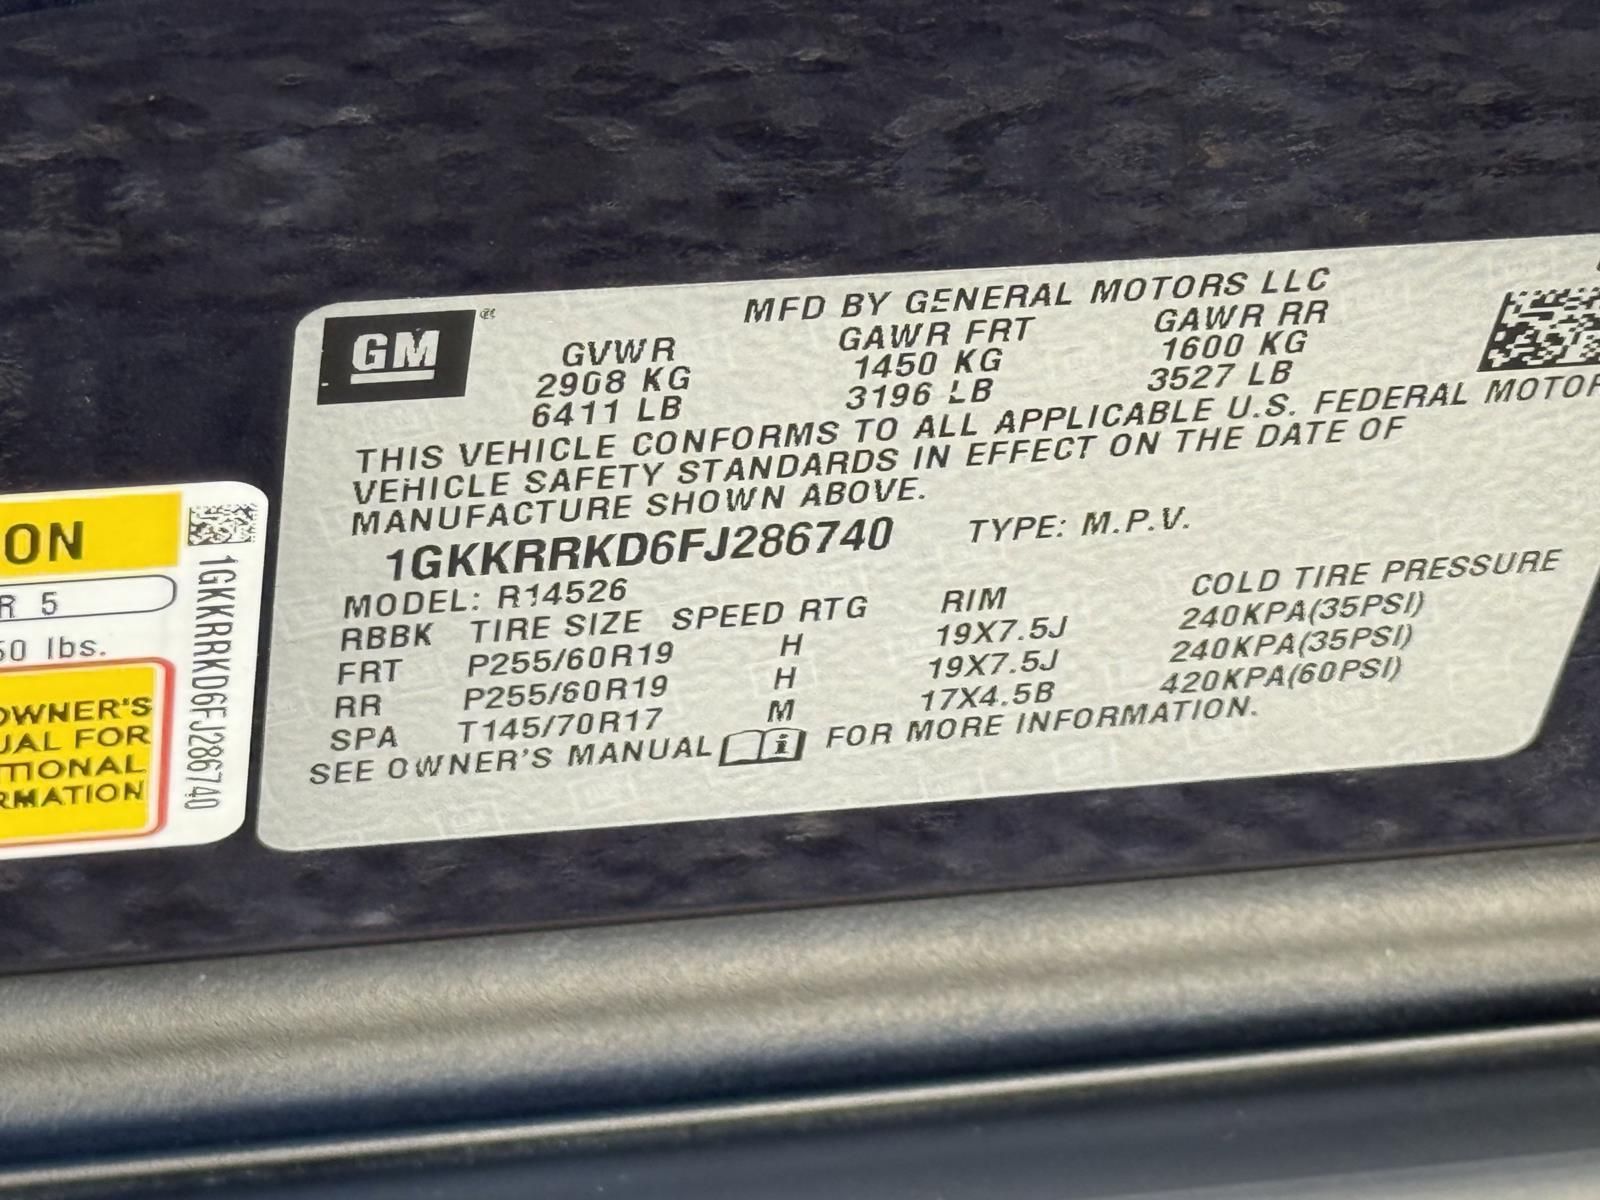 GM
MFD BY GENERAL MOTORS LLC
GVWR GAWR FRT GAWR RR
2908 KG 1450 KG 1600 KG
6411 LB 3196 LB 3527 LB
THIS VEHICLE CONFORMS TO ALL APPLICABLE U.S. FEDERAL MOTOR
VEHICLE SAFETY STANDARDS IN EFFECT ON THE DATE OF
MANUFACTURE SHOWN ABOVE.
1GKKRRKD6FJ286740 TYPE: M.P.V.
MODEL: R14526
RBBK TIRE SIZE SPEED RTG RIM COLD TIRE PRESSURE
FRT P255/60R19 H 19X7.5J 240KPA(35PSI)
RR P255/60R19 H 19X7.5J 240KPA(35PSI)
SPA T145/70R17 M 17X4.5B 420KPA(60PSI)
SEE OWNER'S MANUAL i FOR MORE INFORMATION.
ON
R 5
50 lbs.
OWNER'S
UAL FOR
TIONAL
RMATION
1GKKRRKD6FJ286740